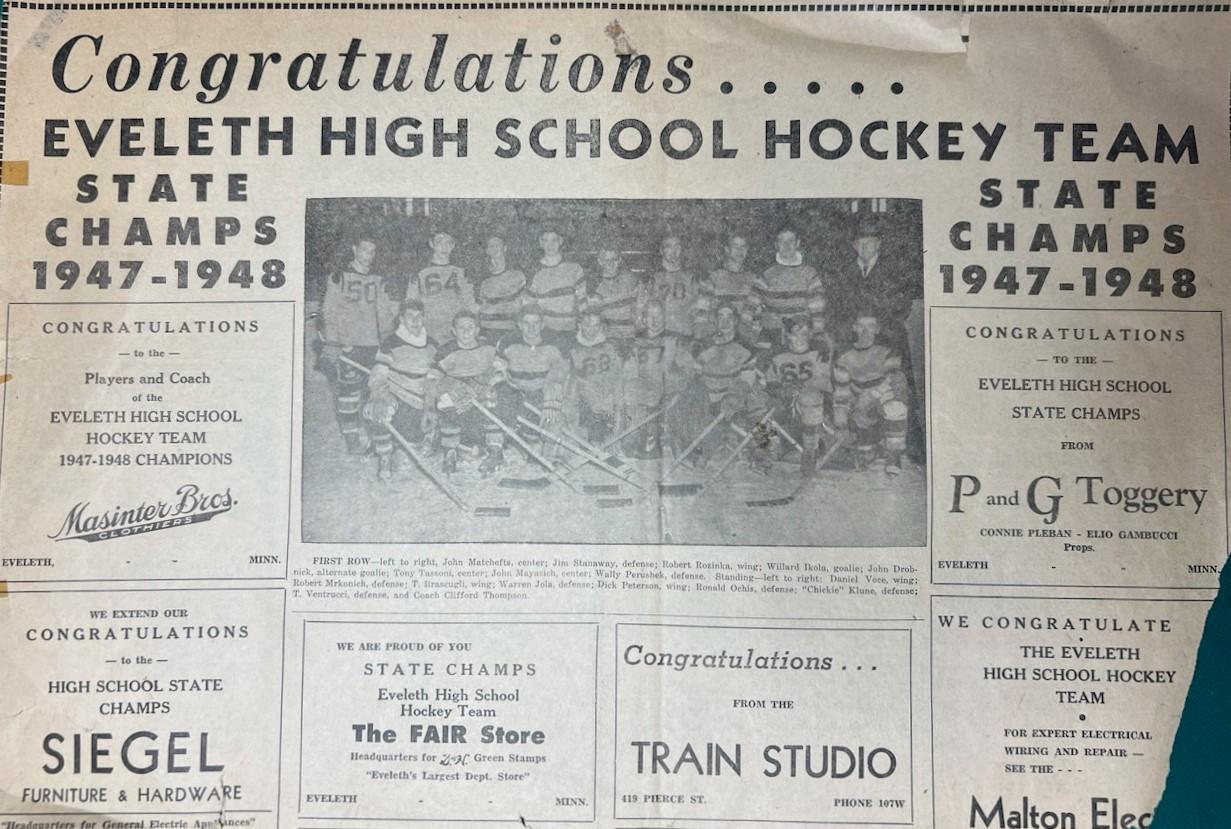 Congratulations.....
EVELETH HIGH SCHOOL HOCKEY TEAM
STATE
CHAMPS
1947-1948
STATE
CHAMPS
1947-1948
50
64
70
66
67
65
CONGRATULATIONS
— to the —
Players and Coach
of the
EVELETH HIGH SCHOOL
HOCKEY TEAM
1947-1948 CHAMPIONS
Masinter Bros.
CLOTHIERS
EVELETH, - - MINN.
CONGRATULATIONS
— TO THE —
EVELETH HIGH SCHOOL
STATE CHAMPS
FROM
P and G Toggery
CONNIE PLEBAN - ELIO GAMBUCCI
Props.
EVELETH - - MINN.
FIRST ROW—left to right, John Matchefts, center; Jim Stanaway, defense; Robert Rozinka, wing; Willard Ikola, goalie; John Drob-
nick, alternate goalie; Tony Tassoni, center; John Mayasich, center; Wally Perushek, defense. Standing—left to right: Daniel Voce, wing;
Robert Mrkonich, defense; T. Brascugli, wing; Warren Jola, defense; Dick Peterson, wing; Ronald Ochis, defense; "Chickie" Klune, defense;
T. Ventrucci, defense, and Coach Clifford Thompson.
WE EXTEND OUR
CONGRATULATIONS
— to the —
HIGH SCHOOL STATE
CHAMPS
SIEGEL
FURNITURE & HARDWARE
"Headquarters for General Electric Appliances"
WE ARE PROUD OF YOU
STATE CHAMPS
Eveleth High School
Hockey Team
The FAIR Store
Headquarters for S&H Green Stamps
"Eveleth's Largest Dept. Store"
EVELETH - - MINN.
Congratulations...
FROM THE
TRAIN STUDIO
419 PIERCE ST. PHONE 107W
WE CONGRATULATE
THE EVELETH
HIGH SCHOOL HOCKEY
TEAM
FOR EXPERT ELECTRICAL
WIRING AND REPAIR —
SEE THE - - -
Malton Elec